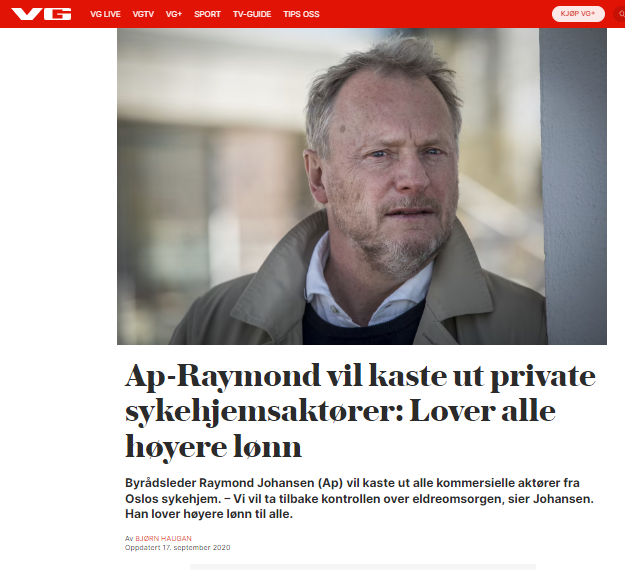 VG VG LIVE VGTV VG+ SPORT TV-GUIDE TIPS OSS KJØP VG+
Ap-Raymond vil kaste ut private
sykehjemsaktører: Lover alle
høyere lønn
Byrådsleder Raymond Johansen (Ap) vil kaste ut alle kommersielle aktører fra
Oslos sykehjem. – Vi vil ta tilbake kontrollen over eldreomsorgen, sier Johansen.
Han lover høyere lønn til alle.
Av BJØRN HAUGAN
Oppdatert 17. september 2020